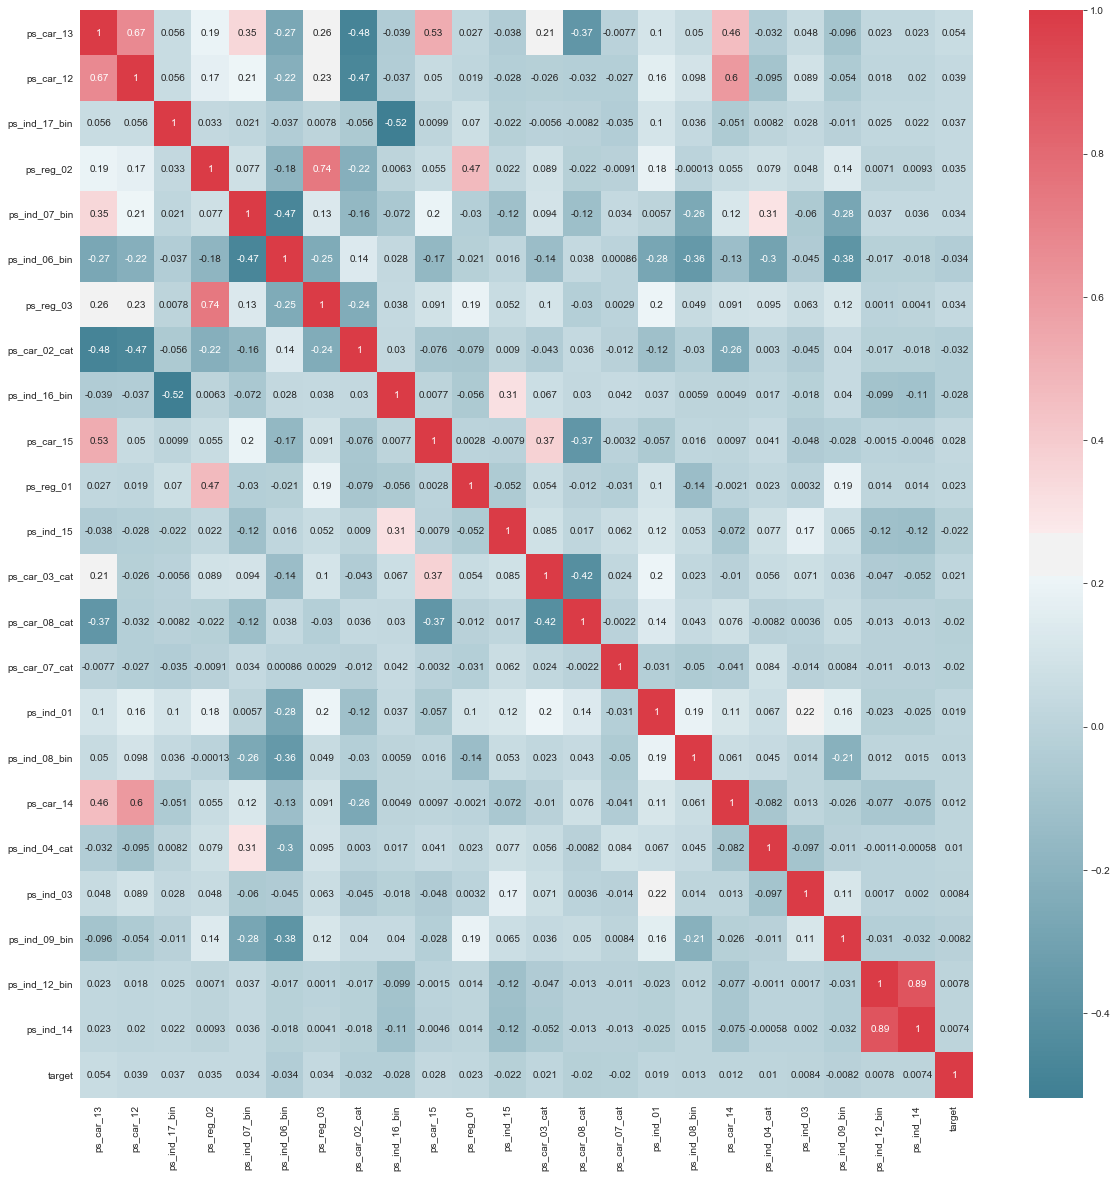 ps_car_13 1 0.67 0.056 0.19 0.35 -0.27 0.26 -0.48 -0.039 0.53 0.027 -0.038 0.21 -0.37 -0.0077 0.1 0.05 0.46 -0.032 0.048 -0.096 0.023 0.023 0.054
ps_car_12 0.67 1 0.056 0.17 0.21 -0.22 0.23 -0.47 -0.037 0.05 0.019 -0.028 -0.026 -0.032 -0.027 0.16 0.098 0.6 -0.095 0.089 -0.054 0.018 0.02 0.039
ps_ind_17_bin 0.056 0.056 1 0.033 0.021 -0.037 0.0078 -0.056 -0.52 0.0099 0.07 -0.022 -0.0056 -0.0082 -0.035 0.1 0.036 -0.051 0.0082 0.028 -0.011 0.025 0.022 0.037
ps_reg_02 0.19 0.17 0.033 1 0.077 -0.18 0.74 -0.22 0.0063 0.055 0.47 0.022 0.089 -0.022 -0.0091 0.18 -0.00013 0.055 0.079 0.048 0.14 0.0071 0.0093 0.035
ps_ind_07_bin 0.35 0.21 0.021 0.077 1 -0.47 0.13 -0.16 -0.072 0.2 -0.03 -0.12 0.094 -0.12 0.034 0.0057 -0.26 0.12 0.31 -0.06 -0.28 0.037 0.036 0.034
ps_ind_06_bin -0.27 -0.22 -0.037 -0.18 -0.47 1 -0.25 0.14 0.028 -0.17 -0.021 0.016 -0.14 0.038 0.00086 -0.28 -0.36 -0.13 -0.3 -0.045 -0.38 -0.017 -0.018 -0.034
ps_reg_03 0.26 0.23 0.0078 0.74 0.13 -0.25 1 -0.24 0.038 0.091 0.19 0.052 0.1 -0.03 0.0029 0.2 0.049 0.091 0.095 0.063 0.12 0.0011 0.0041 0.034
ps_car_02_cat -0.48 -0.47 -0.056 -0.22 -0.16 0.14 -0.24 1 0.03 -0.076 -0.079 0.009 -0.043 0.036 -0.012 -0.12 -0.03 -0.26 0.003 -0.045 0.04 -0.017 -0.018 -0.032
ps_ind_16_bin -0.039 -0.037 -0.52 0.0063 -0.072 0.028 0.038 0.03 1 0.0077 -0.056 0.31 0.067 0.03 0.042 0.037 0.0059 0.0049 0.017 -0.018 0.04 -0.099 -0.11 -0.028
ps_car_15 0.53 0.05 0.0099 0.055 0.2 -0.17 0.091 -0.076 0.0077 1 0.0028 -0.0079 0.37 -0.37 -0.0032 -0.057 0.016 0.0097 0.041 -0.048 -0.028 -0.0015 -0.0046 0.028
ps_reg_01 0.027 0.019 0.07 0.47 -0.03 -0.021 0.19 -0.079 -0.056 0.0028 1 -0.052 0.054 -0.012 -0.031 0.1 -0.14 -0.0021 0.023 0.0032 0.19 0.014 0.014 0.023
ps_ind_15 -0.038 -0.028 -0.022 0.022 -0.12 0.016 0.052 0.009 0.31 -0.0079 -0.052 1 0.085 0.017 0.062 0.12 0.053 -0.072 0.077 0.17 0.065 -0.12 -0.12 -0.022
ps_car_03_cat 0.21 -0.026 -0.0056 0.089 0.094 -0.14 0.1 -0.043 0.067 0.37 0.054 0.085 1 -0.42 0.024 0.2 0.023 -0.01 0.056 0.071 0.036 -0.047 -0.052 0.021
ps_car_08_cat -0.37 -0.032 -0.0082 -0.022 -0.12 0.038 -0.03 0.036 0.03 -0.37 -0.012 0.017 -0.42 1 -0.0022 0.14 0.043 0.076 -0.0082 0.0036 0.05 -0.013 -0.013 -0.02
ps_car_07_cat -0.0077 -0.027 -0.035 -0.0091 0.034 0.00086 0.0029 -0.012 0.042 -0.0032 -0.031 0.062 0.024 -0.0022 1 -0.031 -0.05 -0.041 0.084 -0.014 0.0084 -0.011 -0.013 -0.02
ps_ind_01 0.1 0.16 0.1 0.18 0.0057 -0.28 0.2 -0.12 0.037 -0.057 0.1 0.12 0.2 0.14 -0.031 1 0.19 0.11 0.067 0.22 0.16 -0.023 -0.025 0.019
ps_ind_08_bin 0.05 0.098 0.036 -0.00013 -0.26 -0.36 0.049 -0.03 0.0059 0.016 -0.14 0.053 0.023 0.043 -0.05 0.19 1 0.061 0.045 0.014 -0.21 0.012 0.015 0.013
ps_car_14 0.46 0.6 -0.051 0.055 0.12 -0.13 0.091 -0.26 0.0049 0.0097 -0.0021 -0.072 -0.01 0.076 -0.041 0.11 0.061 1 -0.082 0.013 -0.026 -0.077 -0.075 0.012
ps_ind_04_cat -0.032 -0.095 0.0082 0.079 0.31 -0.3 0.095 0.003 0.017 0.041 0.023 0.077 0.056 -0.0082 0.084 0.067 0.045 -0.082 1 -0.097 -0.011 -0.0011 -0.00058 0.01
ps_ind_03 0.048 0.089 0.028 0.048 -0.06 -0.045 0.063 -0.045 -0.018 -0.048 0.0032 0.17 0.071 0.0036 -0.014 0.22 0.014 0.013 -0.097 1 0.11 0.0017 0.002 0.0084
ps_ind_09_bin -0.096 -0.054 -0.011 0.14 -0.28 -0.38 0.12 0.04 0.04 -0.028 0.19 0.065 0.036 0.05 0.0084 0.16 -0.21 -0.026 -0.011 0.11 1 -0.031 -0.032 -0.0082
ps_ind_12_bin 0.023 0.018 0.025 0.0071 0.037 -0.017 0.0011 -0.017 -0.099 -0.0015 0.014 -0.12 -0.047 -0.013 -0.011 -0.023 0.012 -0.077 -0.0011 0.0017 -0.031 1 0.89 0.0078
ps_ind_14 0.023 0.02 0.022 0.0093 0.036 -0.018 0.0041 -0.018 -0.11 -0.0046 0.014 -0.12 -0.052 -0.013 -0.013 -0.025 0.015 -0.075 -0.00058 0.002 -0.032 0.89 1 0.0074
target 0.054 0.039 0.037 0.035 0.034 -0.034 0.034 -0.032 -0.028 0.028 0.023 -0.022 0.021 -0.02 -0.02 0.019 0.013 0.012 0.01 0.0084 -0.0082 0.0078 0.0074 1
ps_car_13 ps_car_12 ps_ind_17_bin ps_reg_02 ps_ind_07_bin ps_ind_06_bin ps_reg_03 ps_car_02_cat ps_ind_16_bin ps_car_15 ps_reg_01 ps_ind_15 ps_car_03_cat ps_car_08_cat ps_car_07_cat ps_ind_01 ps_ind_08_bin ps_car_14 ps_ind_04_cat ps_ind_03 ps_ind_09_bin ps_ind_12_bin ps_ind_14 target
1.0
0.8
0.6
0.4
0.2
0.0
−0.2
−0.4